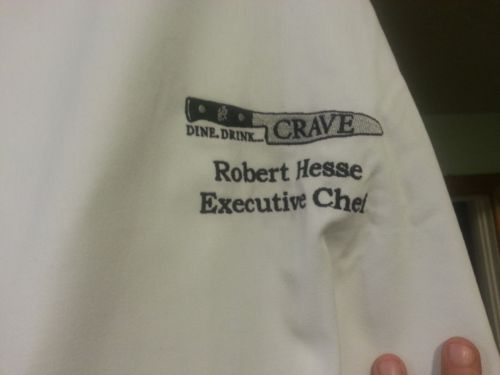 DINE. DRINK... CRAVE
Robert Hesse
Executive Chef